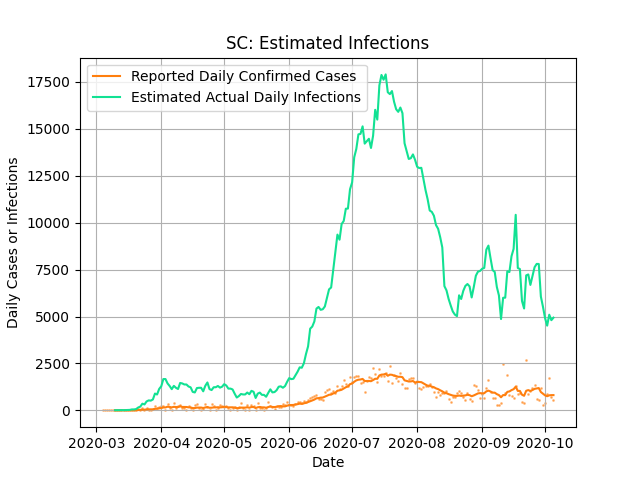 SC: Estimated Infections
Reported Daily Confirmed Cases
Estimated Actual Daily Infections
Daily Cases or Infections
17500
15000
12500
10000
7500
5000
2500
0
2020-03 2020-04 2020-05 2020-06 2020-07 2020-08 2020-09 2020-10
Date